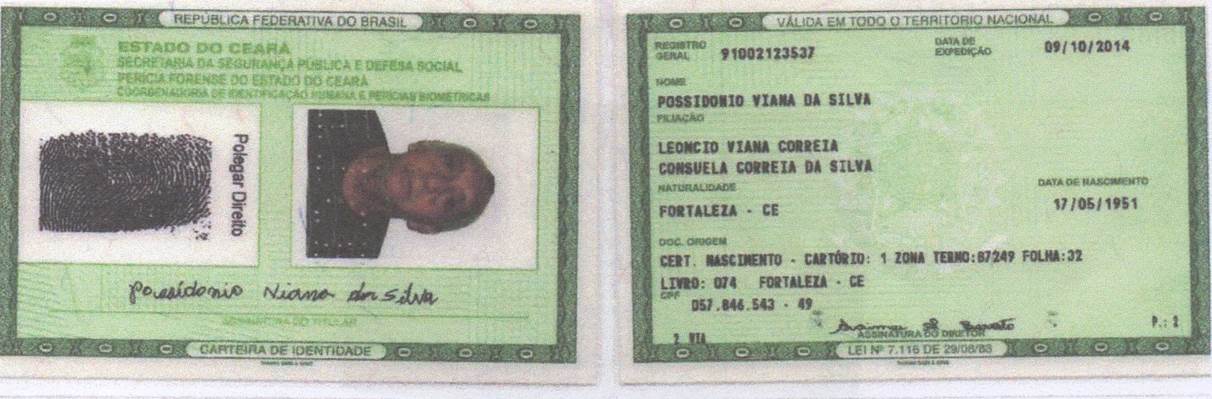 REPÚBLICA FEDERATIVA DO BRASIL
ESTADO DO CEARÁ
SECRETARIA DA SEGURANÇA PÚBLICA E DEFESA SOCIAL
PERÍCIA FORENSE DO ESTADO DO CEARÁ
COORDENADORIA DE IDENTIFICAÇÃO HUMANA E PERÍCIAS BIOMÉTRICAS
Polegar Direito
Possidonio Viana da Silva
ASSINATURA DO TITULAR
CARTEIRA DE IDENTIDADE
VÁLIDA EM TODO O TERRITÓRIO NACIONAL
REGISTRO GERAL 91002123537 DATA DE EXPEDIÇÃO 09/10/2014
NOME
POSSIDONIO VIANA DA SILVA
FILIAÇÃO
LEONCIO VIANA CORREIA
CONSUELA CORREIA DA SILVA
NATURALIDADE DATA DE NASCIMENTO
FORTALEZA - CE 17/05/1951
DOC. ORIGEM
CERT. NASCIMENTO - CARTÓRIO: 1 ZONA TERMO:87249 FOLHA:32
LIVRO: 074 FORTALEZA - CE
CPF 057.846.543 - 49
2 VIA ASSINATURA DO DIRETOR P.: 2
LEI Nº 7.116 DE 29/08/83